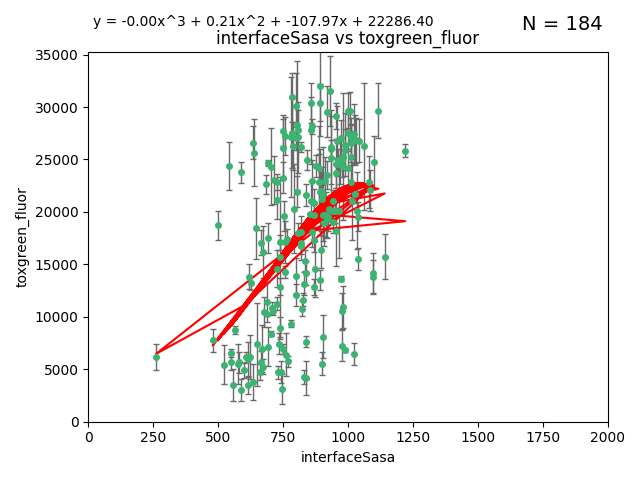 y = -0.00x^3 + 0.21x^2 + -107.97x + 22286.40
N = 184
interfaceSasa vs toxgreen_fluor
35000
30000
25000
20000
15000
10000
5000
0
toxgreen_fluor
0 250 500 750 1000 1250 1500 1750 2000
interfaceSasa